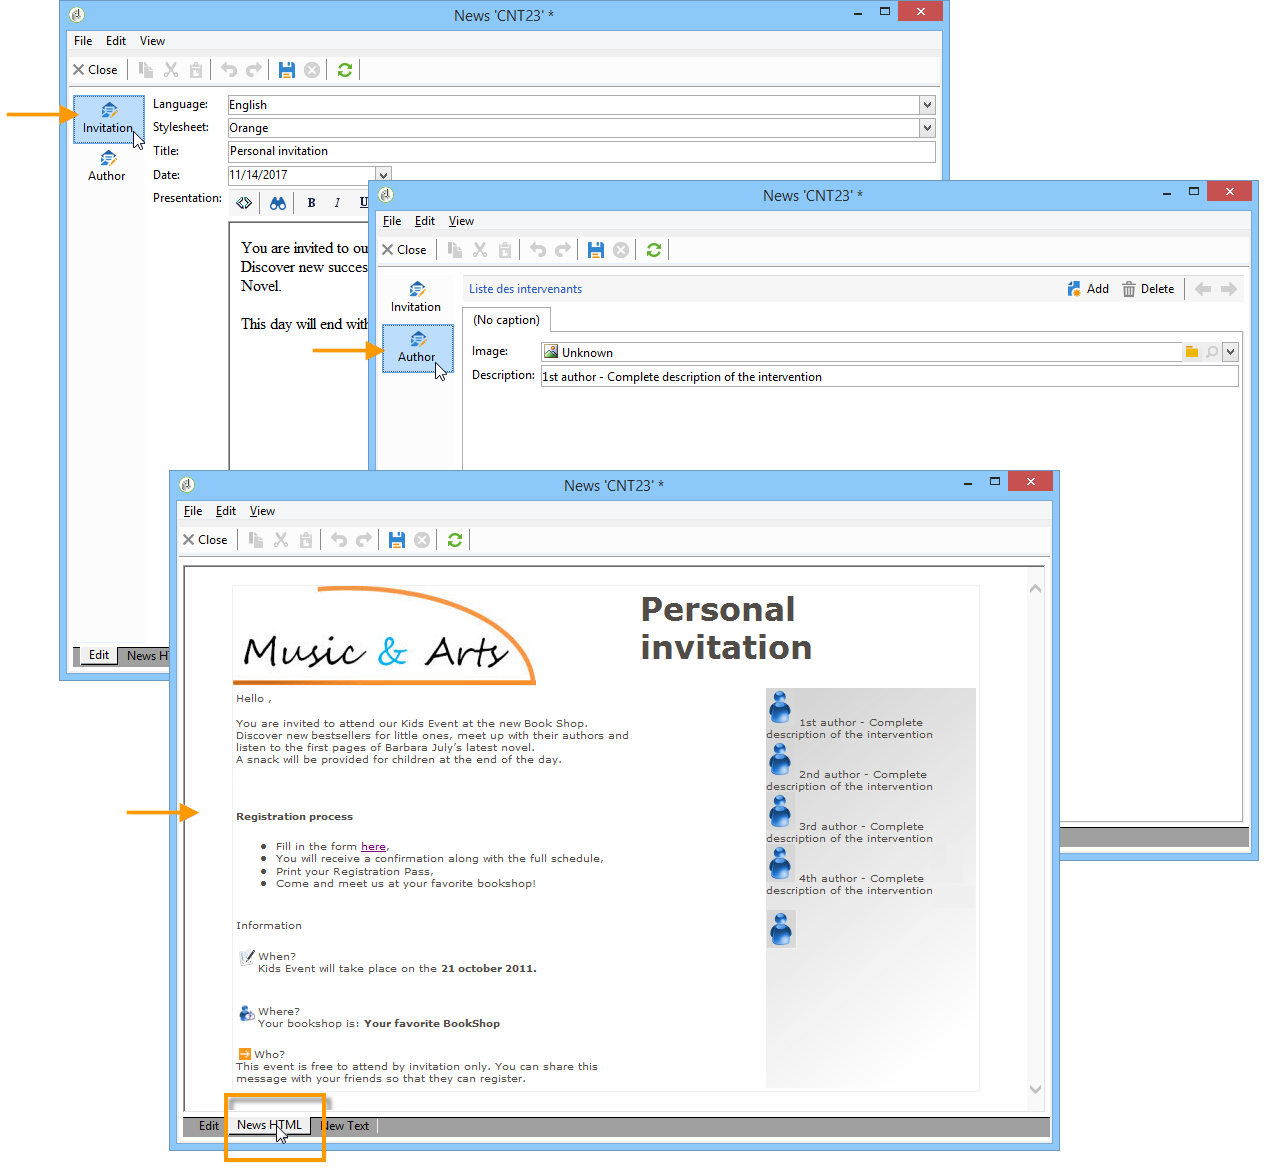 News 'CNT23' *
File Edit View
Close
Invitation
Author
Language: English
Stylesheet: Orange
Title: Personal invitation
Date: 11/14/2017
Presentation: B I U
You are invited to ou
Discover new succes
Novel.
This day will end with
Edit News H
News 'CNT23' *
File Edit View
Close
Invitation
Author
Liste des intervenants Add Delete
(No caption)
Image: Unknown
Description: 1st author - Complete description of the intervention
News 'CNT23' *
File Edit View
Close
Music & Arts
Personal
invitation
Hello ,
You are invited to attend our Kids Event at the new Book Shop.
Discover new bestsellers for little ones, meet up with their authors and
listen to the first pages of Barbara July's latest novel.
A snack will be provided for children at the end of the day.
Registration process
• Fill in the form here,
• You will receive a confirmation along with the full schedule,
• Print your Registration Pass,
• Come and meet us at your favorite bookshop!
Information
When?
Kids Event will take place on the 21 october 2011.
Where?
Your bookshop is: Your favorite BookShop
Who?
This event is free to attend by invitation only. You can share this
message with your friends so that they can register.
1st author - Complete
description of the intervention
2nd author - Complete
description of the intervention
3rd author - Complete
description of the intervention
4th author - Complete
description of the intervention
Edit News HTML New Text